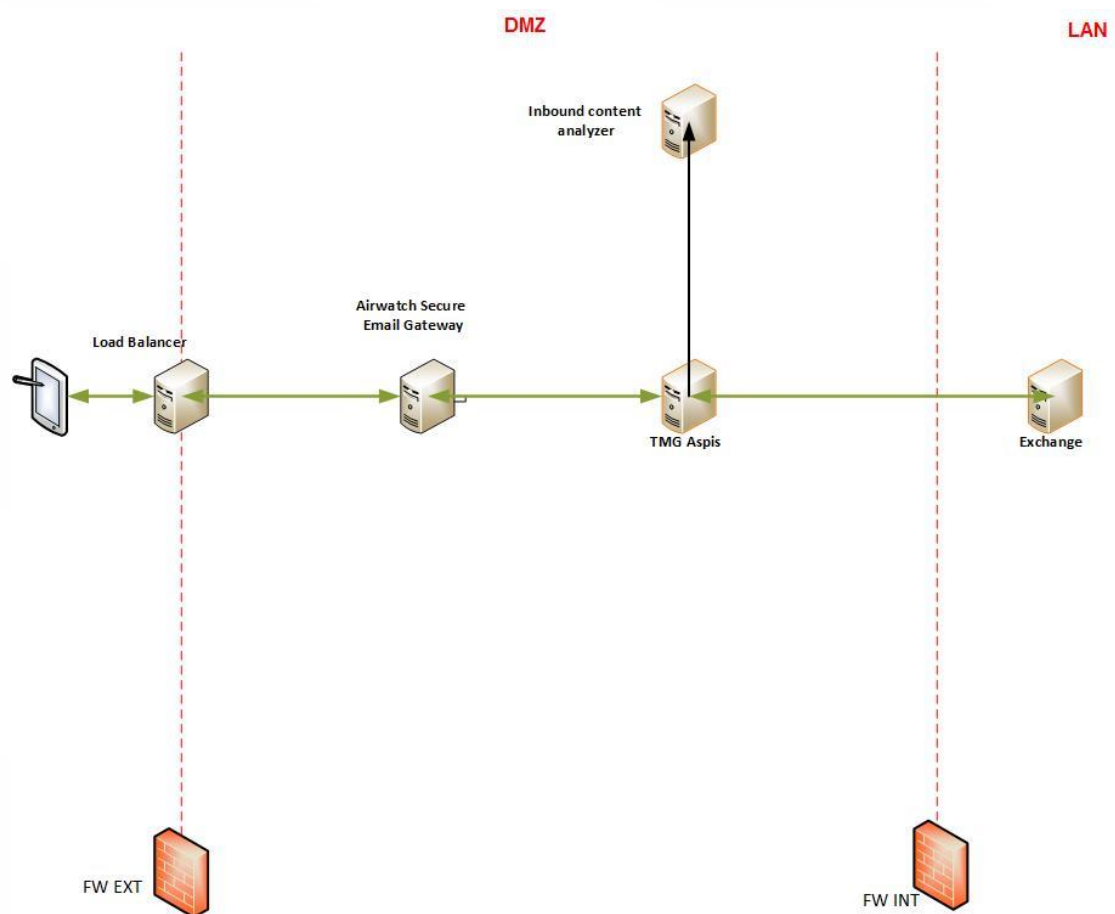 DMZ
LAN
Inbound content
analyzer
Airwatch Secure
Email Gateway
Load Balancer
TMG Aspis
Exchange
FW EXT
FW INT